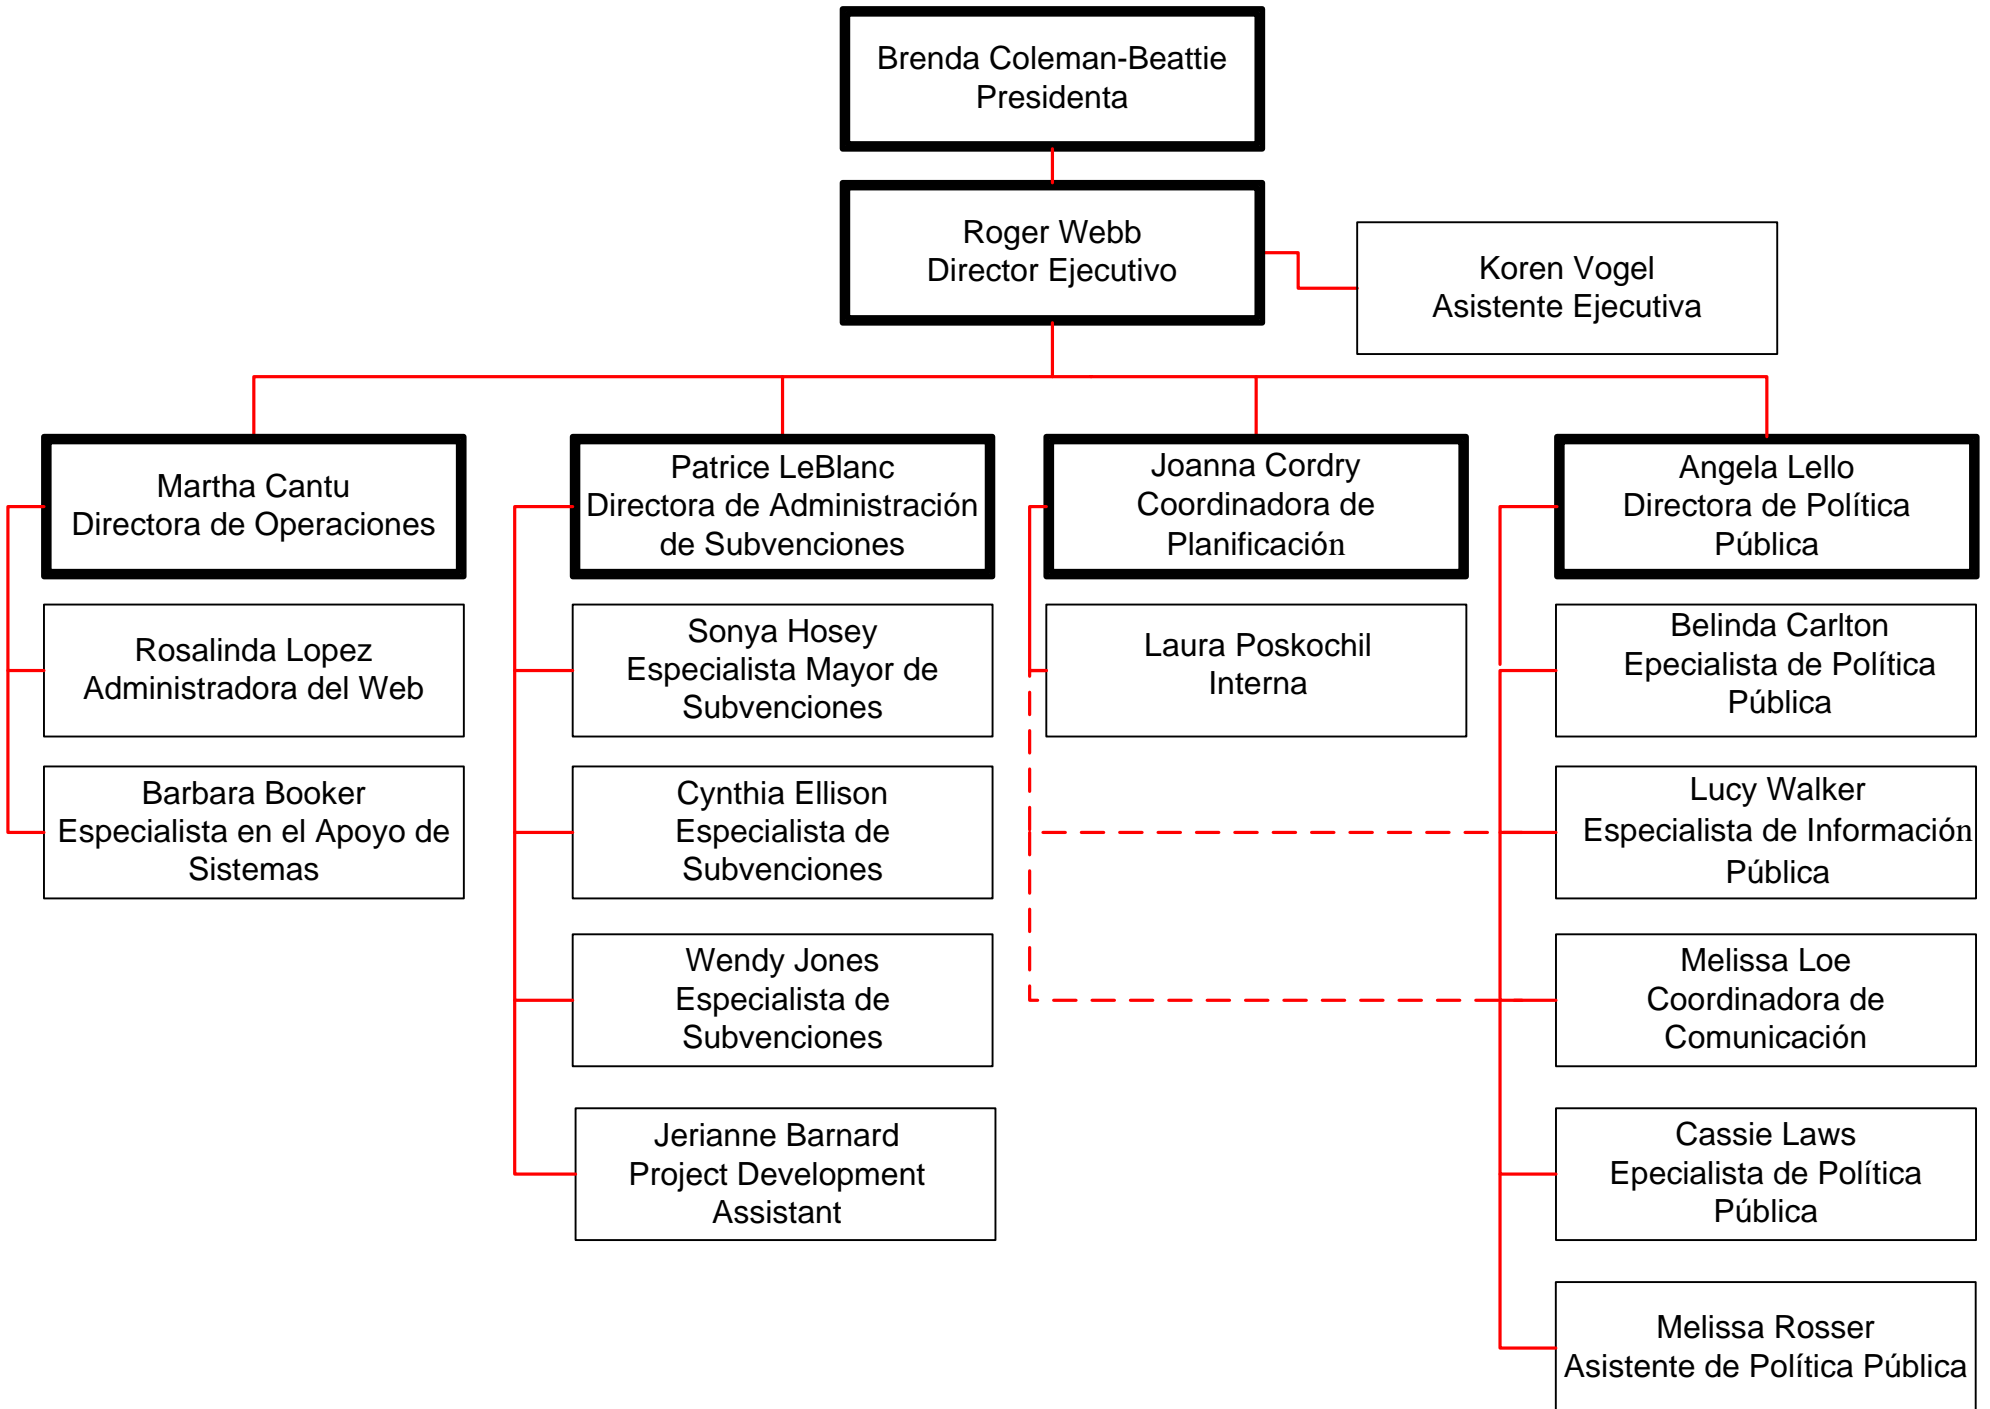 Brenda Coleman-Beattie
Presidenta
Roger Webb
Director Ejecutivo
Koren Vogel
Asistente Ejecutiva
Martha Cantu
Directora de Operaciones
Rosalinda Lopez
Administradora del Web
Barbara Booker
Especialista en el Apoyo de
Sistemas
Patrice LeBlanc
Directora de Administración
de Subvenciones
Sonya Hosey
Especialista Mayor de
Subvenciones
Cynthia Ellison
Especialista de
Subvenciones
Wendy Jones
Especialista de
Subvenciones
Jerianne Barnard
Project Development
Assistant
Joanna Cordry
Coordinadora de
Planificación
Laura Poskochil
Interna
Angela Lello
Directora de Política
Pública
Belinda Carlton
Epecialista de Política
Pública
Lucy Walker
Especialista de Información
Pública
Melissa Loe
Coordinadora de
Comunicación
Cassie Laws
Epecialista de Política
Pública
Melissa Rosser
Asistente de Política Pública